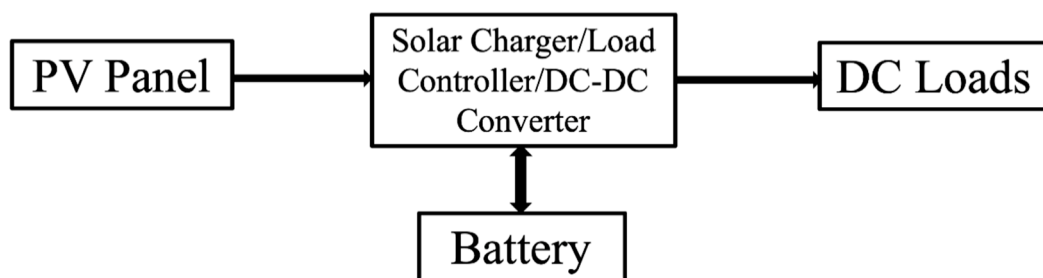 PV Panel
Solar Charger/Load
Controller/DC-DC
Converter
DC Loads
Battery